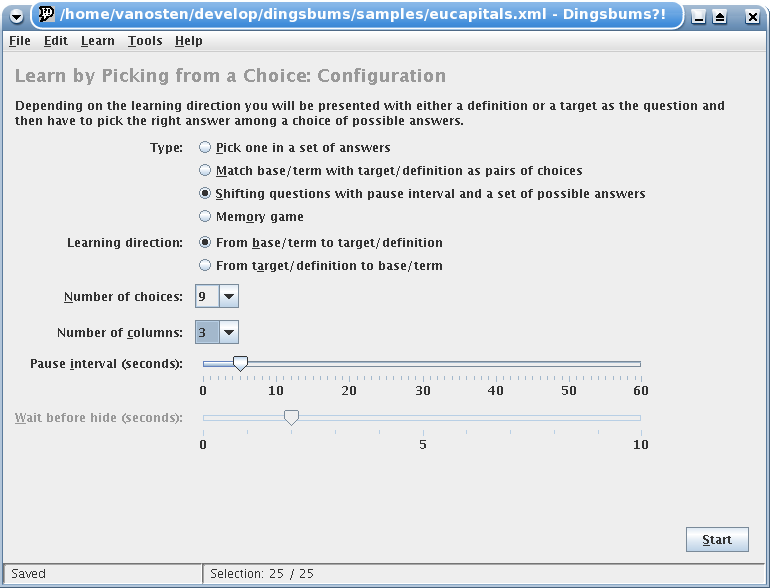 /home/vanosten/develop/dingsbums/samples/eucapitals.xml - Dingsbums?!
File Edit Learn Tools Help
Learn by Picking from a Choice: Configuration
Depending on the learning direction you will be presented with either a definition or a target as the question and
then have to pick the right answer among a choice of possible answers.
Type: Pick one in a set of answers
Match base/term with target/definition as pairs of choices
Shifting questions with pause interval and a set of possible answers
Memory game
Learning direction: From base/term to target/definition
From target/definition to base/term
Number of choices: 9
Number of columns: 3
Pause interval (seconds):
0 10 20 30 40 50 60
Wait before hide (seconds):
0 5 10
Start
Saved Selection: 25 / 25